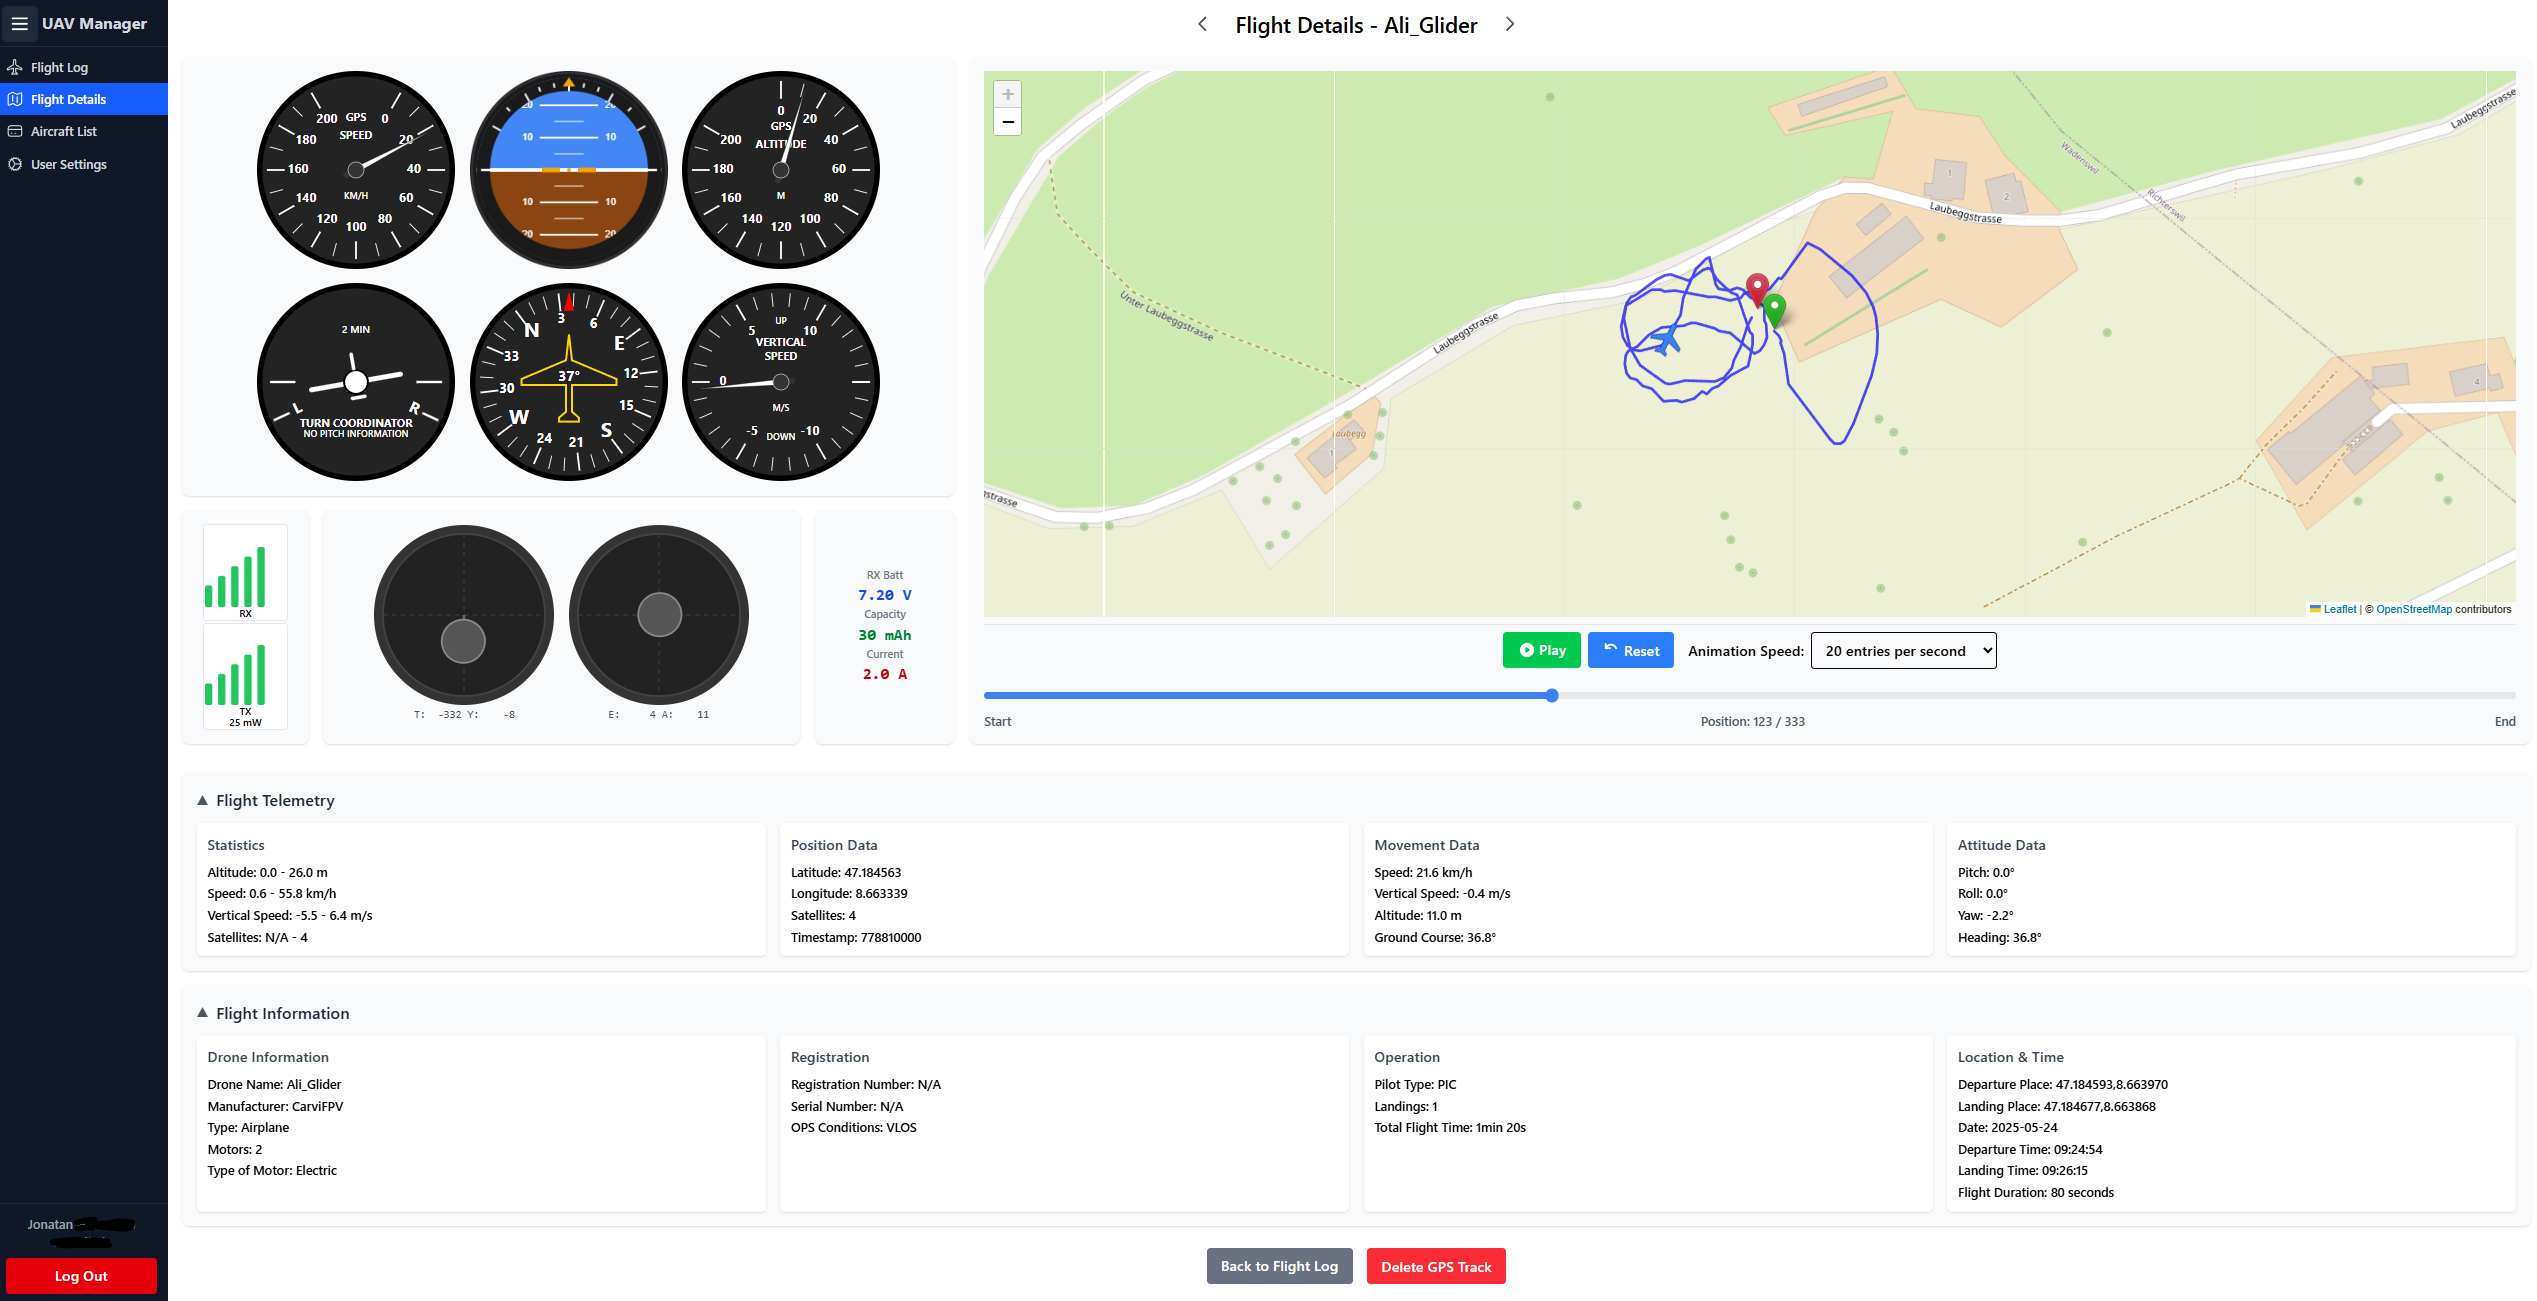 UAV Manager
Flight Log
Flight Details
Aircraft List
User Settings
Jonatan
Log Out
Flight Details - Ali_Glider
GPS
SPEED
KM/H
0
20
40
60
80
100
120
140
160
180
200
20
20
10
10
10
10
20
20
GPS
ALTITUDE
M
0
20
40
60
80
100
120
140
160
180
200
2 MIN
L
R
TURN COORDINATOR
NO PITCH INFORMATION
N
3
6
E
12
15
S
21
24
W
30
33
37°
UP
5
10
VERTICAL
SPEED
0
M/S
-5
DOWN
-10
RX
TX
25 mW
T: -332 Y: -8
E: 4 A: 11
RX Batt
7.20 V
Capacity
30 mAh
Current
2.0 A
+
−
Laubeggstrasse
Wädenswil
Richterswil
1
2
Laubeggstrasse
Unter Laubeggstrasse
Laubeggstrasse
Laubegg
1
4
gstrasse
Leaflet | © OpenStreetMap contributors
Play
Reset
Animation Speed:
20 entries per second
Start
Position: 123 / 333
End
Flight Telemetry
Statistics
Altitude: 0.0 - 26.0 m
Speed: 0.6 - 55.8 km/h
Vertical Speed: -5.5 - 6.4 m/s
Satellites: N/A - 4
Position Data
Latitude: 47.184563
Longitude: 8.663339
Satellites: 4
Timestamp: 778810000
Movement Data
Speed: 21.6 km/h
Vertical Speed: -0.4 m/s
Altitude: 11.0 m
Ground Course: 36.8°
Attitude Data
Pitch: 0.0°
Roll: 0.0°
Yaw: -2.2°
Heading: 36.8°
Flight Information
Drone Information
Drone Name: Ali_Glider
Manufacturer: CarviFPV
Type: Airplane
Motors: 2
Type of Motor: Electric
Registration
Registration Number: N/A
Serial Number: N/A
OPS Conditions: VLOS
Operation
Pilot Type: PIC
Landings: 1
Total Flight Time: 1min 20s
Location & Time
Departure Place: 47.184593,8.663970
Landing Place: 47.184677,8.663868
Date: 2025-05-24
Departure Time: 09:24:54
Landing Time: 09:26:15
Flight Duration: 80 seconds
Back to Flight Log
Delete GPS Track